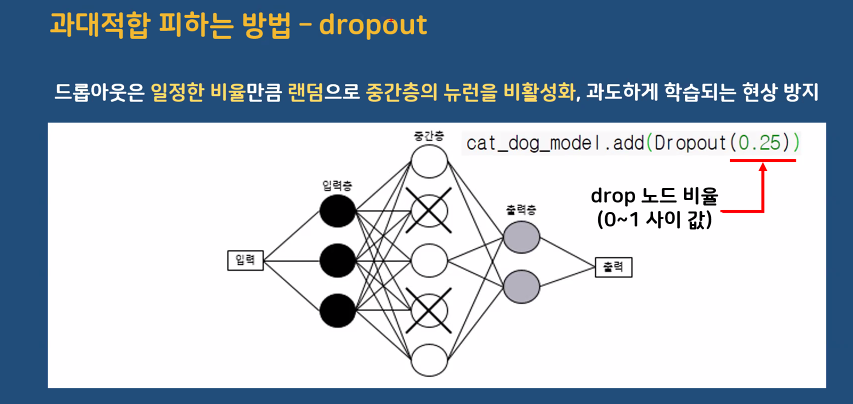 과대적합 피하는 방법 – dropout
드롭아웃은 일정한 비율만큼 랜덤으로 중간층의 뉴런을 비활성화, 과도하게 학습되는 현상 방지
중간층
cat_dog_model.add(Dropout(0.25))
입력층
drop 노드 비율
(0~1 사이 값)
출력층
입력
출력